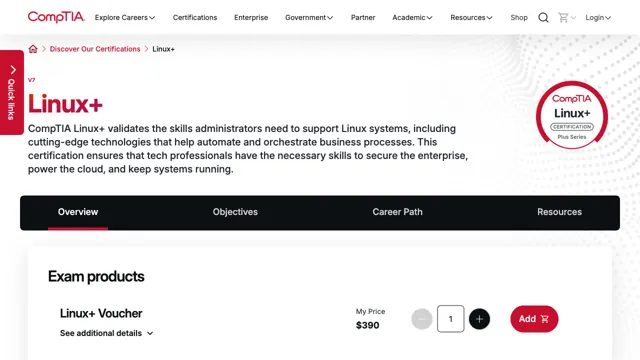 CompTIA.
Explore Careers
Certifications
Enterprise
Government
Partner
Academic
Resources
Shop
Login
Discover Our Certifications
Linux+
Quick links
V7
Linux+
CompTIA Linux+ validates the skills administrators need to support Linux systems, including
cutting-edge technologies that help automate and orchestrate business processes. This
certification ensures that tech professionals have the necessary skills to secure the enterprise,
power the cloud, and keep systems running.
CompTIA
Linux+
CERTIFICATION
Plus Series
Overview
Objectives
Career Path
Resources
Exam products
Linux+ Voucher
See additional details
My Price
$390
1
Add